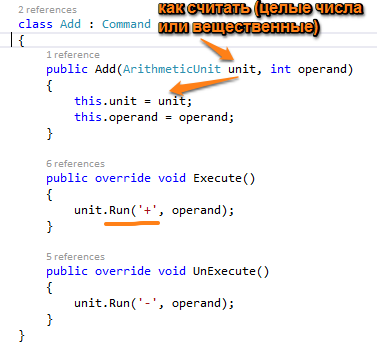 2 references
как считать (целые числа
class Add : Command
или вещественные)
{
1 reference
public Add(ArithmeticUnit unit, int operand)
{
this.unit = unit;
this.operand = operand;
}
6 references
public override void Execute()
{
unit.Run('+', operand);
}
5 references
public override void UnExecute()
{
unit.Run('-', operand);
}
}